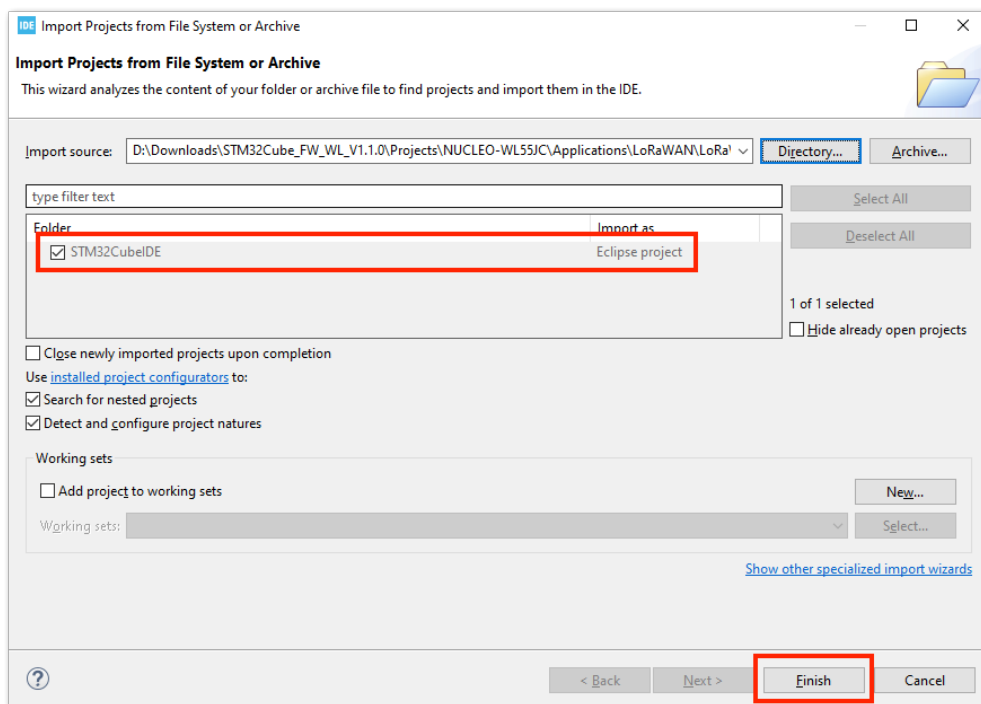 IDE Import Projects from File System or Archive
Import Projects from File System or Archive
This wizard analyzes the content of your folder or archive file to find projects and import them in the IDE.
Import source: D:\Downloads\STM32Cube_FW_WL_V1.1.0\Projects\NUCLEO-WL55JC\Applications\LoRaWAN\LoRa\ Directory... Archive...
type filter text Select All
Folder Import as
Deselect All
STM32CubeIDE Eclipse project
1 of 1 selected
Hide already open projects
Close newly imported projects upon completion
Use installed project configurators to:
Search for nested projects
Detect and configure project natures
Working sets
Add project to working sets New...
Working sets: Select...
Show other specialized import wizards
? < Back Next > Finish Cancel